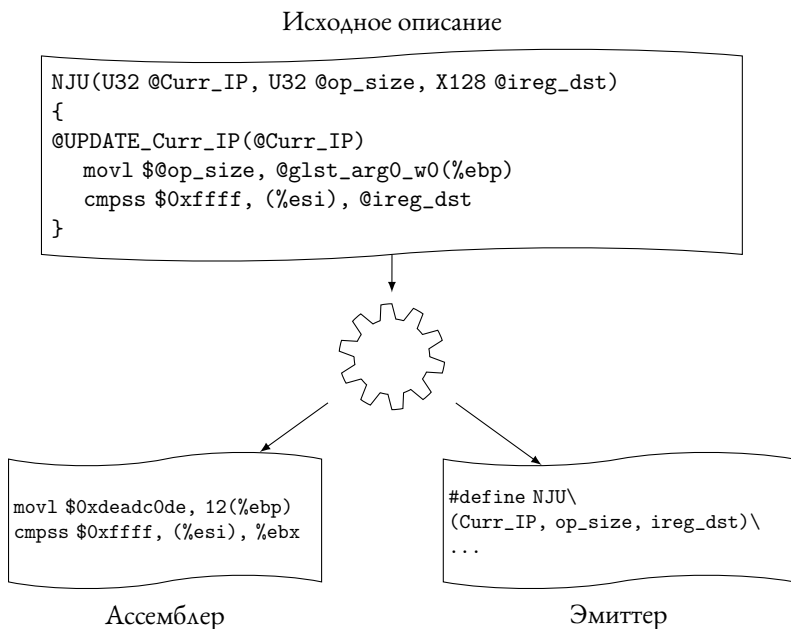 Исходное описание
NJU(U32 @Curr_IP, U32 @op_size, X128 @ireg_dst)
{
@UPDATE_Curr_IP(@Curr_IP)
movl $@op_size, @glst_arg0_w0(%ebp)
cmpss $0xffff, (%esi), @ireg_dst
}
movl $0xdeadc0de, 12(%ebp)
cmpss $0xffff, (%esi), %ebx
#define NJU\
(Curr_IP, op_size, ireg_dst)\
...
Ассемблер
Эмиттер